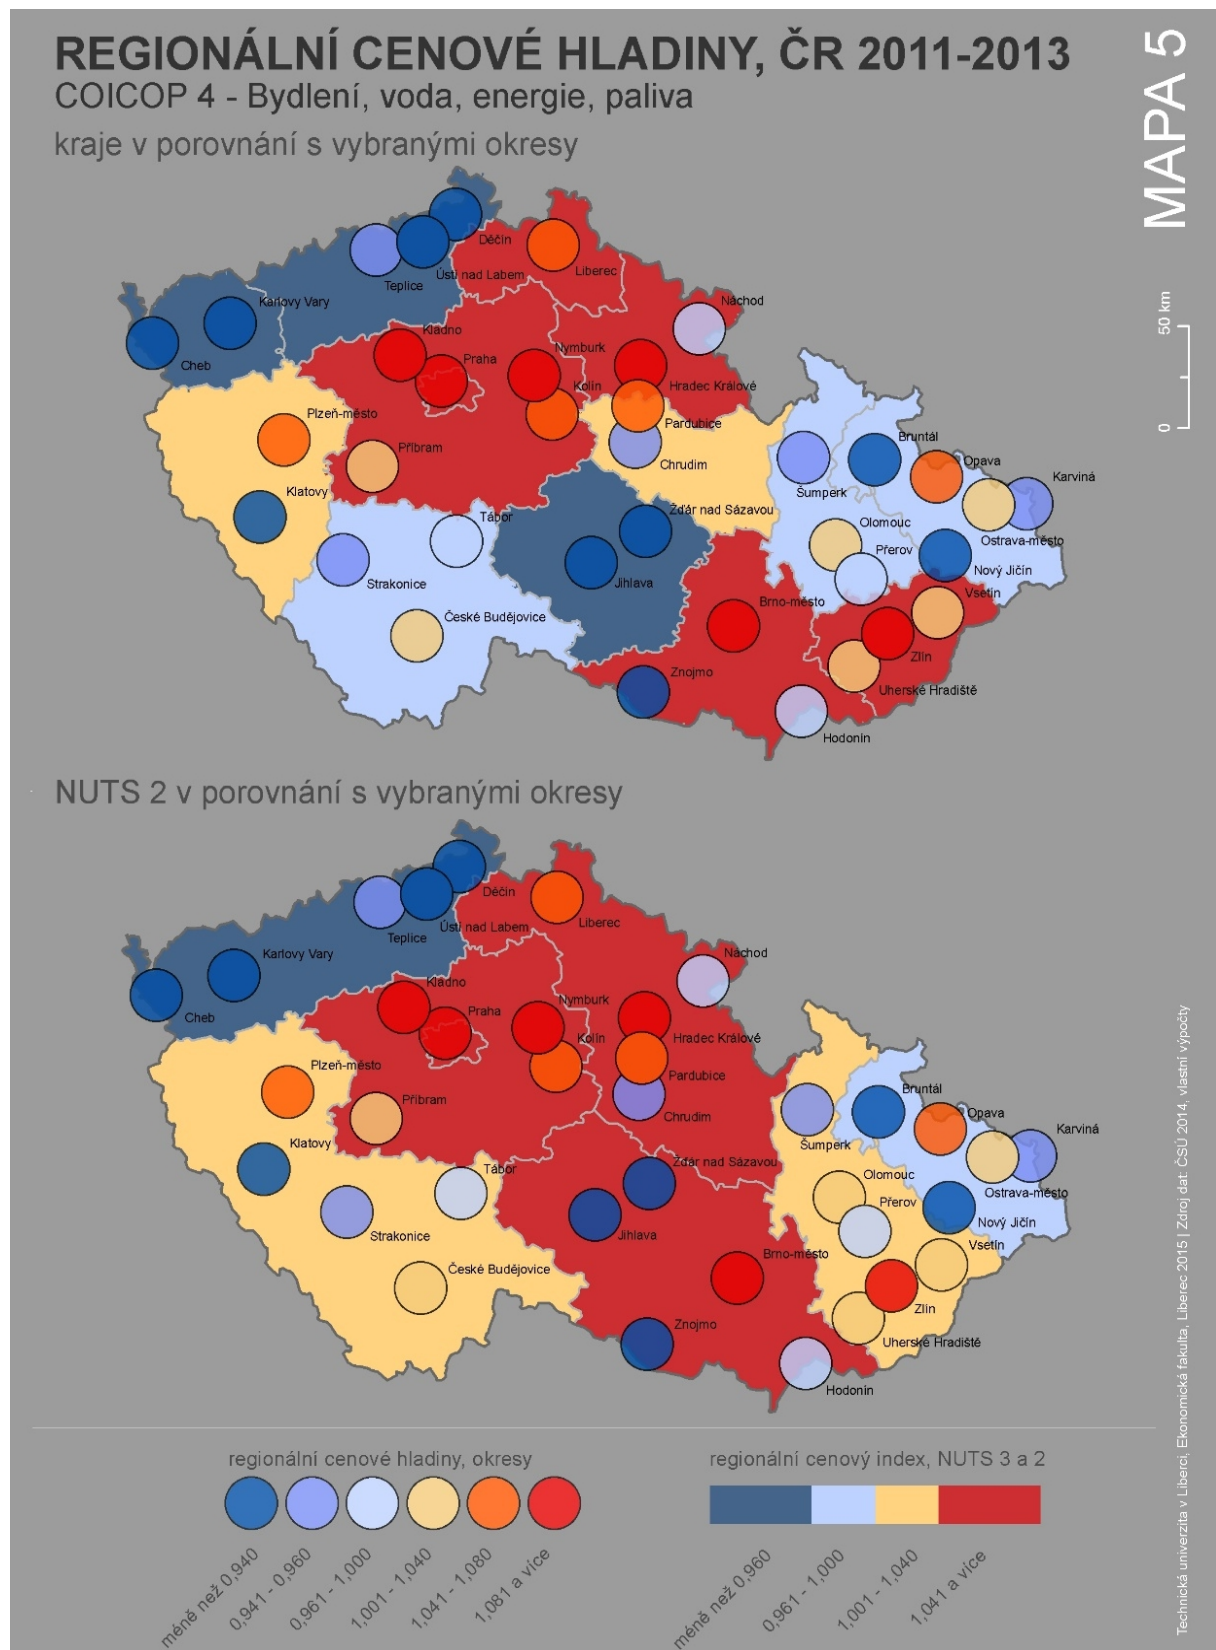 REGIONÁLNÍ CENOVÉ HLADINY, ČR 2011-2013
COICOP 4 - Bydlení, voda, energie, paliva
kraje v porovnání s vybranými okresy
MAPA 5
50 km
0
Děčín
Ústí nad Labem
Teplice
Liberec
Karlovy Vary
Cheb
Náchod
Kladno
Praha
Nymburk
Kolín
Hradec Králové
Pardubice
Chrudim
Plzeň-město
Příbram
Klatovy
Tábor
Strakonice
České Budějovice
Žďár nad Sázavou
Jihlava
Bruntál
Opava
Karviná
Šumperk
Ostrava-město
Olomouc
Přerov
Nový Jičín
Vsetín
Brno-město
Zlín
Uherské Hradiště
Znojmo
Hodonín
NUTS 2 v porovnání s vybranými okresy
Děčín
Ústí nad Labem
Teplice
Liberec
Karlovy Vary
Cheb
Náchod
Kladno
Praha
Nymburk
Kolín
Hradec Králové
Pardubice
Chrudim
Plzeň-město
Příbram
Klatovy
Tábor
Strakonice
České Budějovice
Žďár nad Sázavou
Jihlava
Bruntál
Opava
Karviná
Šumperk
Ostrava-město
Olomouc
Přerov
Nový Jičín
Vsetín
Brno-město
Zlín
Uherské Hradiště
Znojmo
Hodonín
regionální cenové hladiny, okresy
méně než 0,940
0,941 - 0,960
0,961 - 1,000
1,001 - 1,040
1,041 - 1,080
1,081 a více
regionální cenový index, NUTS 3 a 2
méně než 0,960
0,961 - 1,000
1,001 - 1,040
1,041 a více
Technická univerzita v Liberci, Ekonomická fakulta, Liberec 2015 | Zdroj dat: ČSÚ 2014, vlastní výpočty